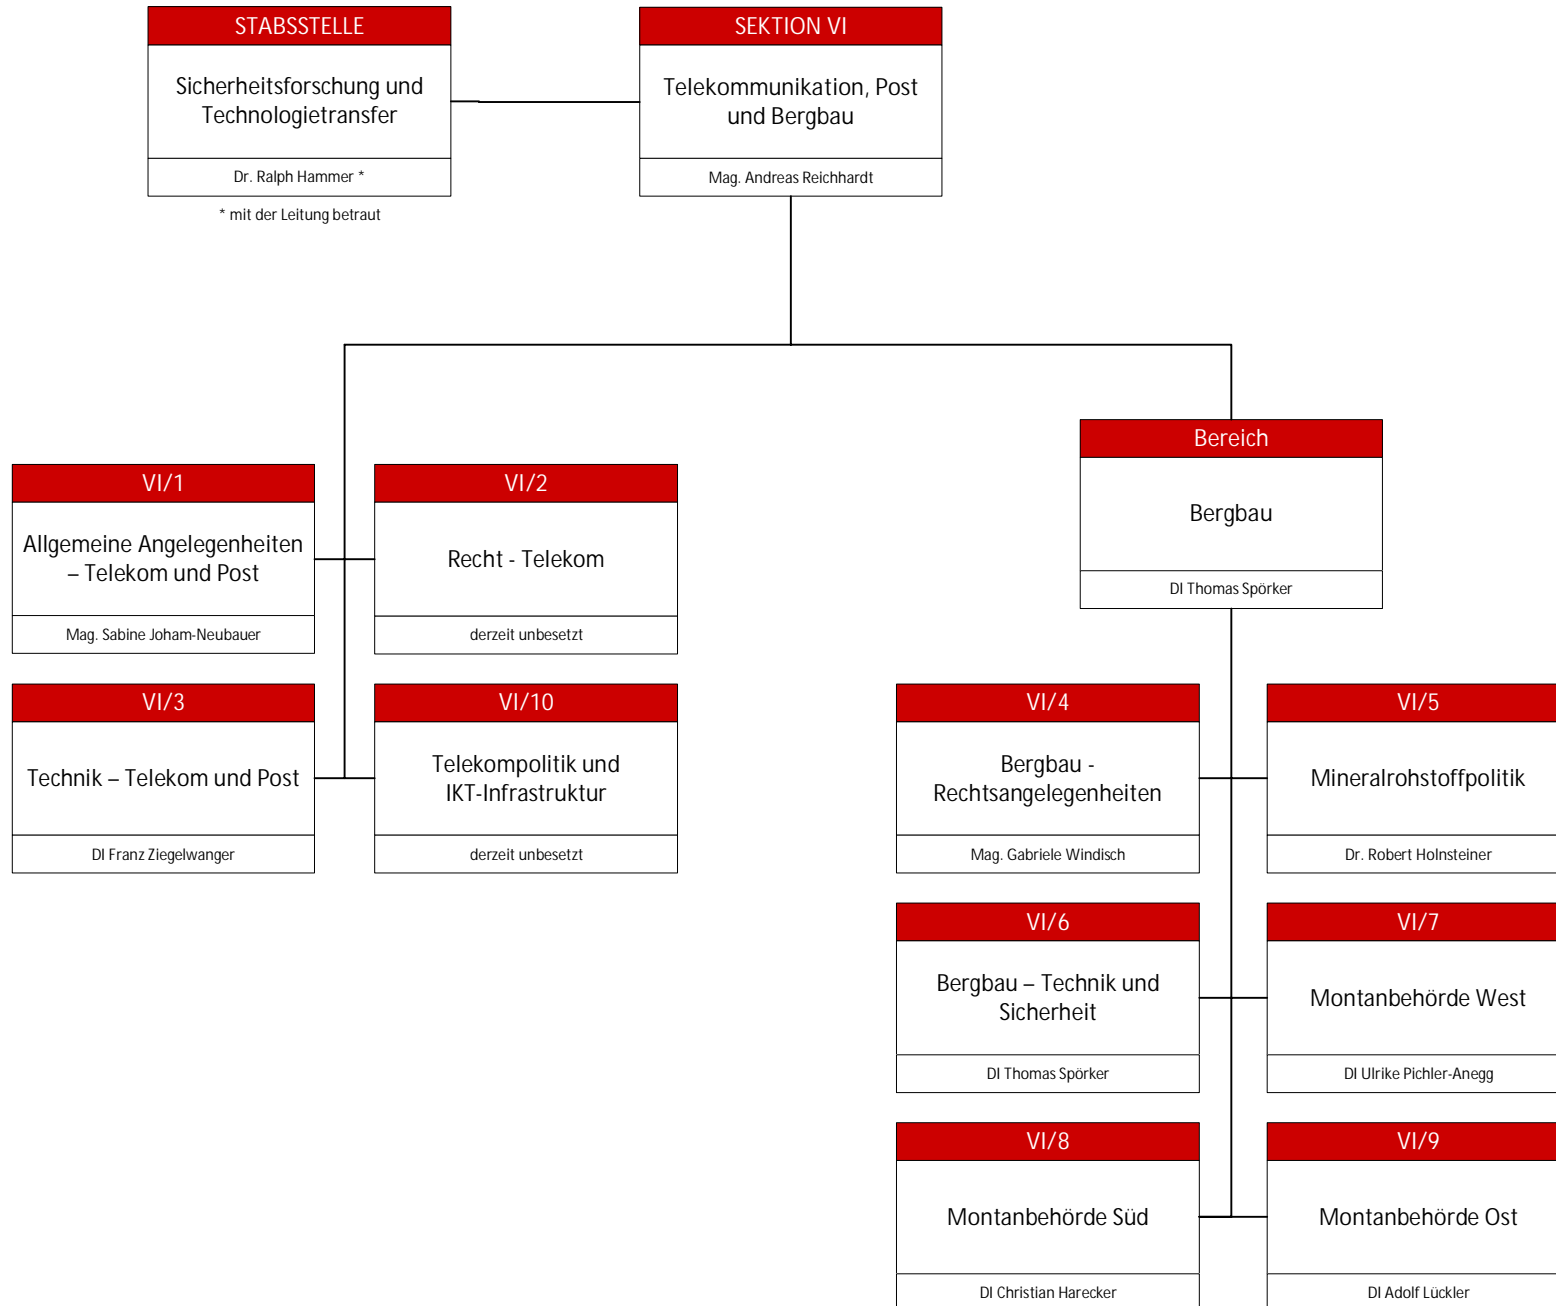 STABSSTELLE
Sicherheitsforschung und
Technologietransfer
Dr. Ralph Hammer *
* mit der Leitung betraut
SEKTION VI
Telekommunikation, Post
und Bergbau
Mag. Andreas Reichhardt
VI/1
Allgemeine Angelegenheiten
– Telekom und Post
Mag. Sabine Joham-Neubauer
VI/2
Recht - Telekom
derzeit unbesetzt
VI/3
Technik – Telekom und Post
DI Franz Ziegelwanger
VI/10
Telekompolitik und
IKT-Infrastruktur
derzeit unbesetzt
Bereich
Bergbau
DI Thomas Spörker
VI/4
Bergbau -
Rechtsangelegenheiten
Mag. Gabriele Windisch
VI/5
Mineralrohstoffpolitik
Dr. Robert Holnsteiner
VI/6
Bergbau – Technik und
Sicherheit
DI Thomas Spörker
VI/7
Montanbehörde West
DI Ulrike Pichler-Anegg
VI/8
Montanbehörde Süd
DI Christian Harecker
VI/9
Montanbehörde Ost
DI Adolf Lückler